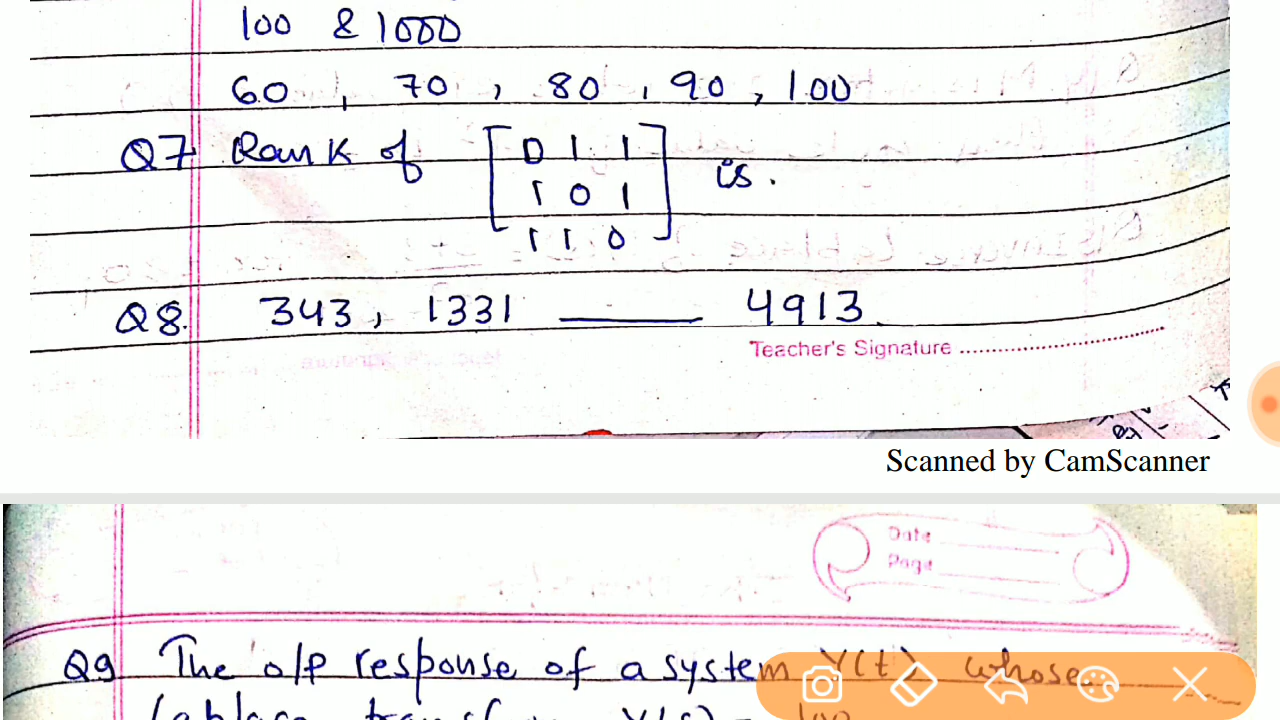 100 & 1000
60 , 70 , 80 , 90 , 100
Q7 Rank of [0 1 1 is.
1 0 1
1 1 0]
Q8. 343, 1331 ______ 4913
Teacher's Signature ..............................
Scanned by CamScanner
Date
Page
Q9 The o/p response of a system Y(t) whose